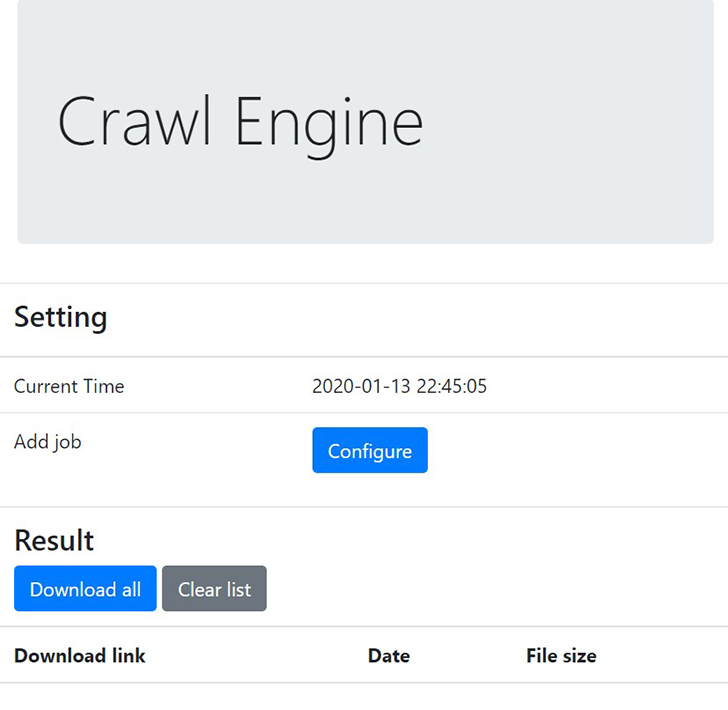 Crawl Engine
Setting
Current Time 2020-01-13 22:45:05
Add job Configure
Result
Download all Clear list
Download link Date File size